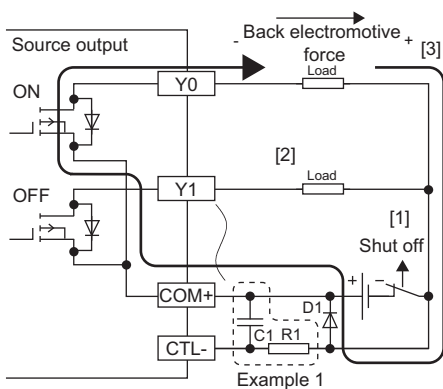 Source output
Back electromotive
force
- + [3]
Load
Y0
ON
[2]
Y1
Load
OFF
[1]
Shut off
COM+
+ −
D1
C1 R1
CTL-
Example 1